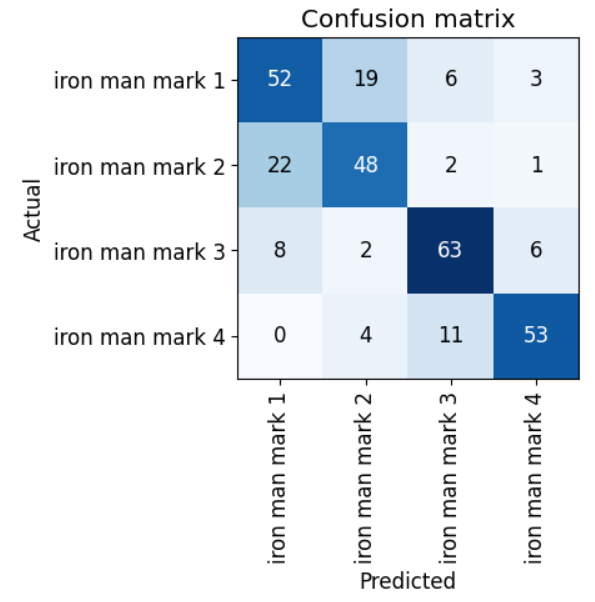 Confusion matrix
iron man mark 1 52 19 6 3
iron man mark 2 22 48 2 1
iron man mark 3 8 2 63 6
iron man mark 4 0 4 11 53
Actual
iron man mark 1
iron man mark 2
iron man mark 3
iron man mark 4
Predicted